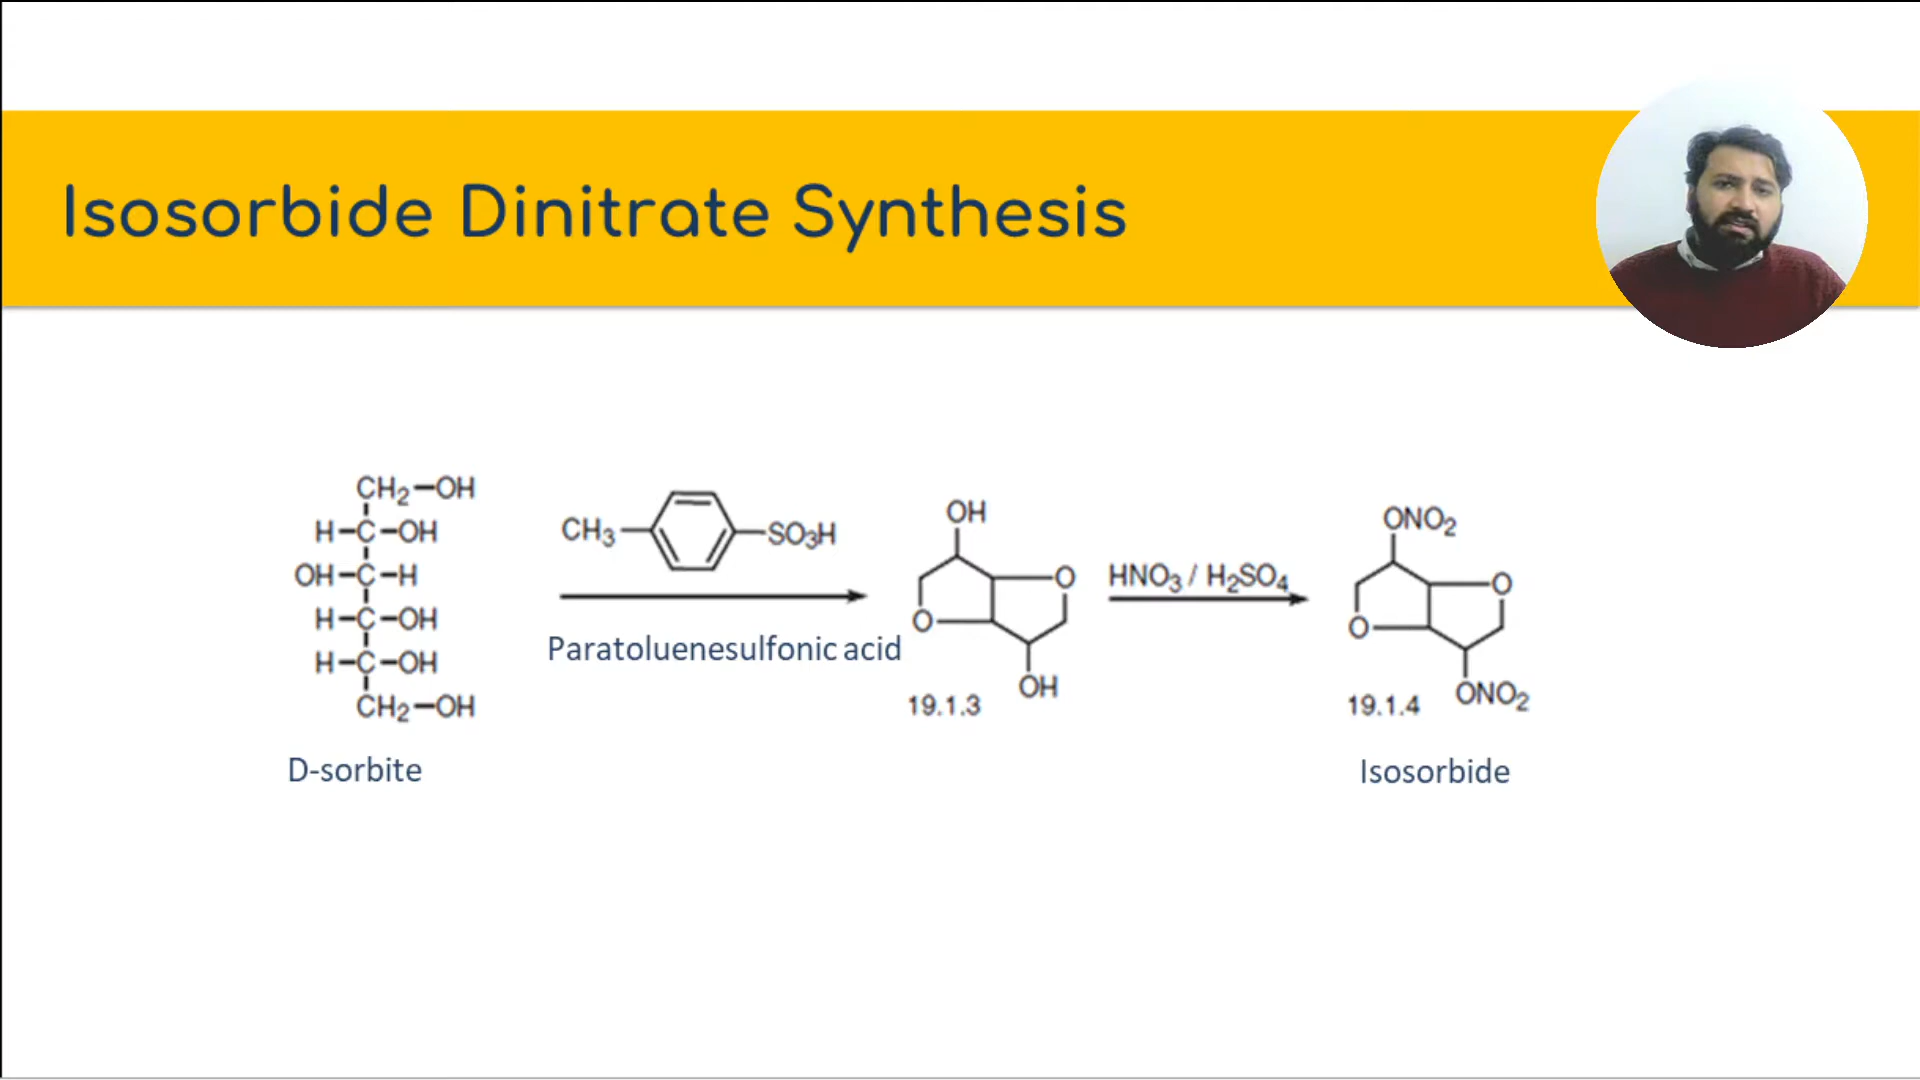 Isosorbide Dinitrate Synthesis
CH2-OH
H-C-OH
OH-C-H
H-C-OH
H-C-OH
CH2-OH
D-sorbite
CH3
SO3H
Paratoluenesulfonic acid
OH
O
O
OH
19.1.3
HNO3 / H2SO4
ONO2
O
O
ONO2
19.1.4
Isosorbide